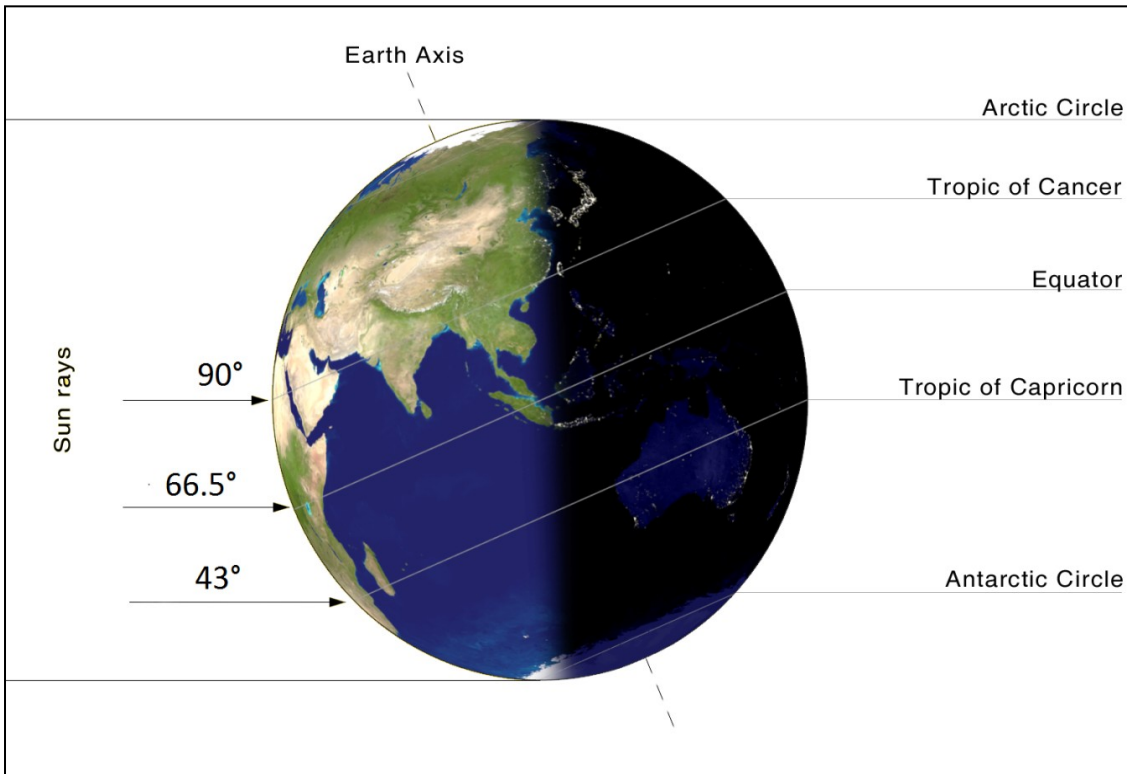 Earth Axis
Arctic Circle
Tropic of Cancer
Equator
Tropic of Capricorn
Antarctic Circle
Sun rays
90°
66.5°
43°